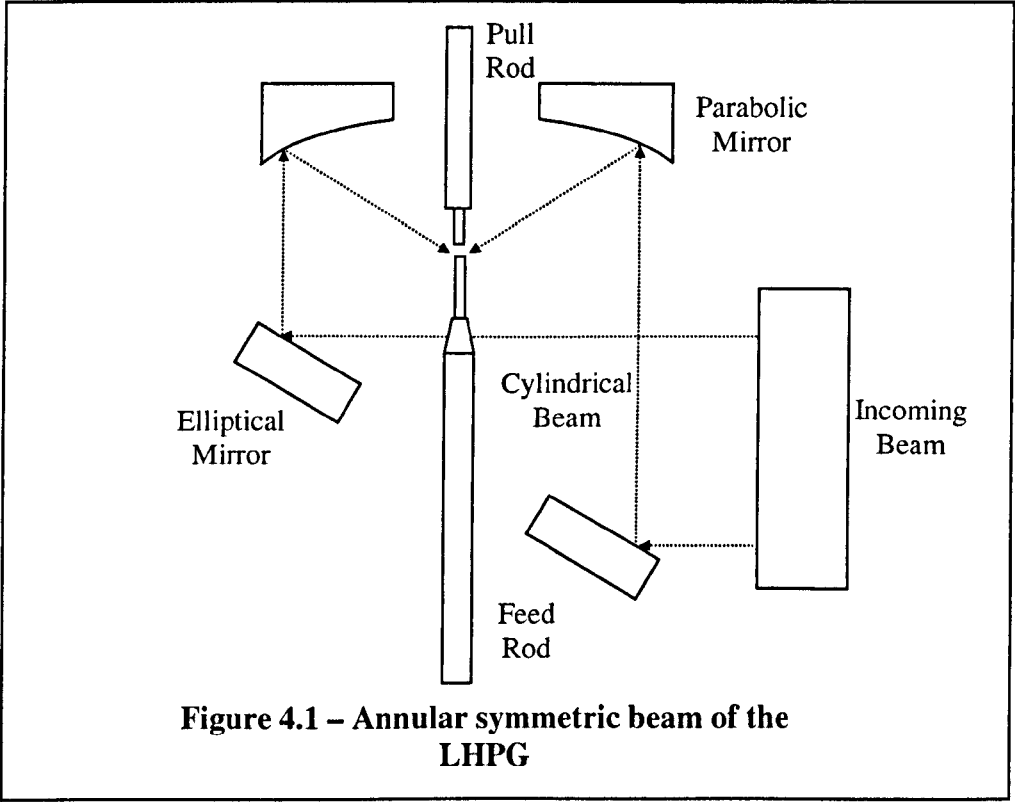 Pull
Rod
Parabolic
Mirror
Cylindrical
Beam
Incoming
Beam
Elliptical
Mirror
Feed
Rod
Figure 4.1 – Annular symmetric beam of the
LHPG